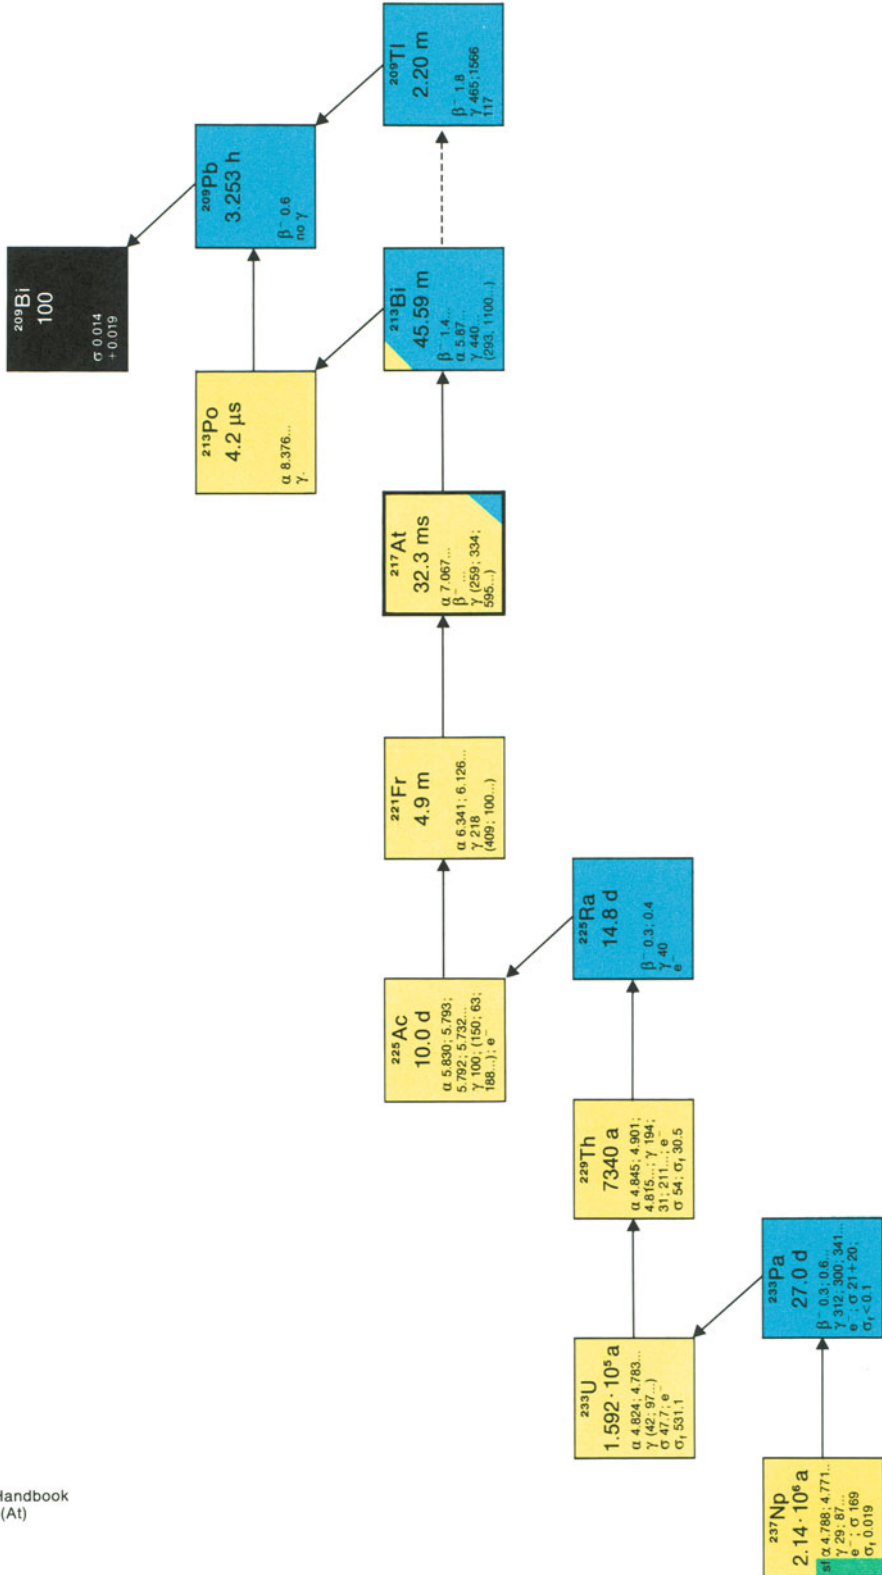 ²⁰⁹Bi
100
σ 0.014
+0.019
²⁰⁹Pb
3.253 h
β⁻ 0.6
no γ
²⁰⁹Tl
2.20 m
β⁻ 1.8
γ 465; 1566
117
²¹³Po
4.2 μs
α 8.376...
γ.
²¹³Bi
45.59 m
β⁻ 1.4...
α 5.87...
γ 440...
(293, 1100...)
²¹⁷At
32.3 ms
α 7.067...
β⁻ ...
γ (259; 334;
595...)
²²¹Fr
4.9 m
α 6.341; 6.126...
γ 218
(409; 100...)
²²⁵Ac
10.0 d
α 5.830; 5.793;
5.792; 5.732...
γ 100; (150; 63;
188...); e⁻
²²⁵Ra
14.8 d
β⁻ 0.3; 0.4
γ 40
e⁻
²²⁹Th
7340 a
α 4.845; 4.901;
4.815...; γ 194;
31; 211...; e⁻
σ 54; σf 30.5
²³³U
1.592 · 10⁵ a
α 4.824; 4.783...
γ (42; 97...)
σ 47.7; e⁻
σf 531.1
²³³Pa
27.0 d
β⁻ 0.3; 0.6...
γ 312; 300; 341...
e⁻; σ 21+20;
σf <0.1
²³⁷Np
2.14 · 10⁶ a
sf α 4.788; 4.771...
γ 29; 87...
e⁻; σ 169
σf 0.019
Handbook
(At)